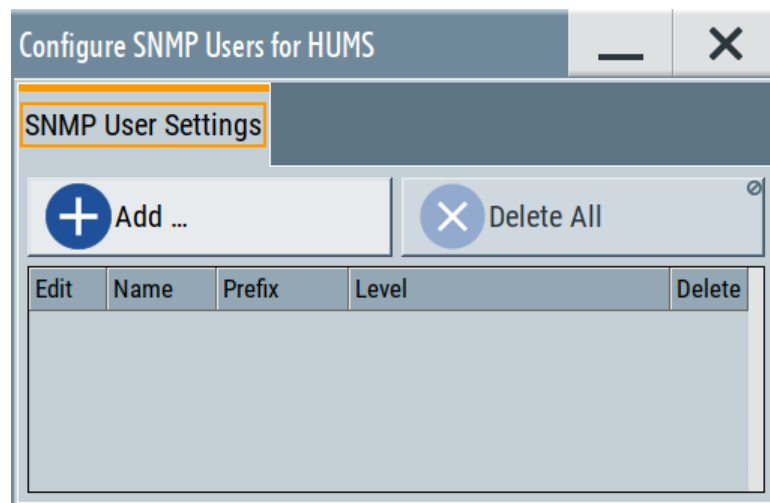 Configure SNMP Users for HUMS
SNMP User Settings
Add ...
Delete All
Edit Name Prefix Level Delete